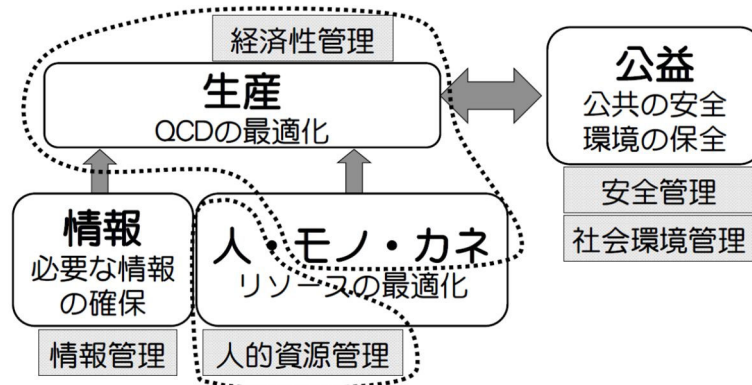 経済性管理
生産
QCDの最適化
公益
公共の安全
環境の保全
安全管理
社会環境管理
情報
必要な情報
の確保
情報管理
人・モノ・カネ
リソースの最適化
人的資源管理